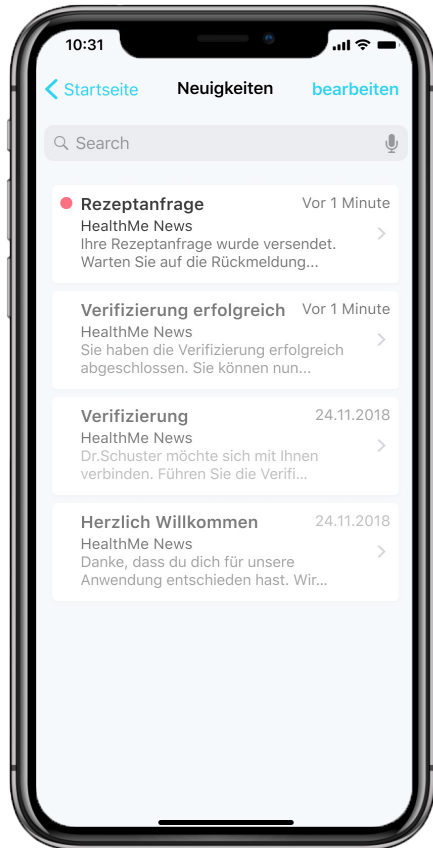 10:31
Startseite Neuigkeiten bearbeiten
Search
Rezeptanfrage Vor 1 Minute
HealthMe News
Ihre Rezeptanfrage wurde versendet.
Warten Sie auf die Rückmeldung...
Verifizierung erfolgreich Vor 1 Minute
HealthMe News
Sie haben die Verifizierung erfolgreich
abgeschlossen. Sie können nun...
Verifizierung 24.11.2018
HealthMe News
Dr.Schuster möchte sich mit Ihnen
verbinden. Führen Sie die Verifi...
Herzlich Willkommen 24.11.2018
HealthMe News
Danke, dass du dich für unsere
Anwendung entschieden hast. Wir...